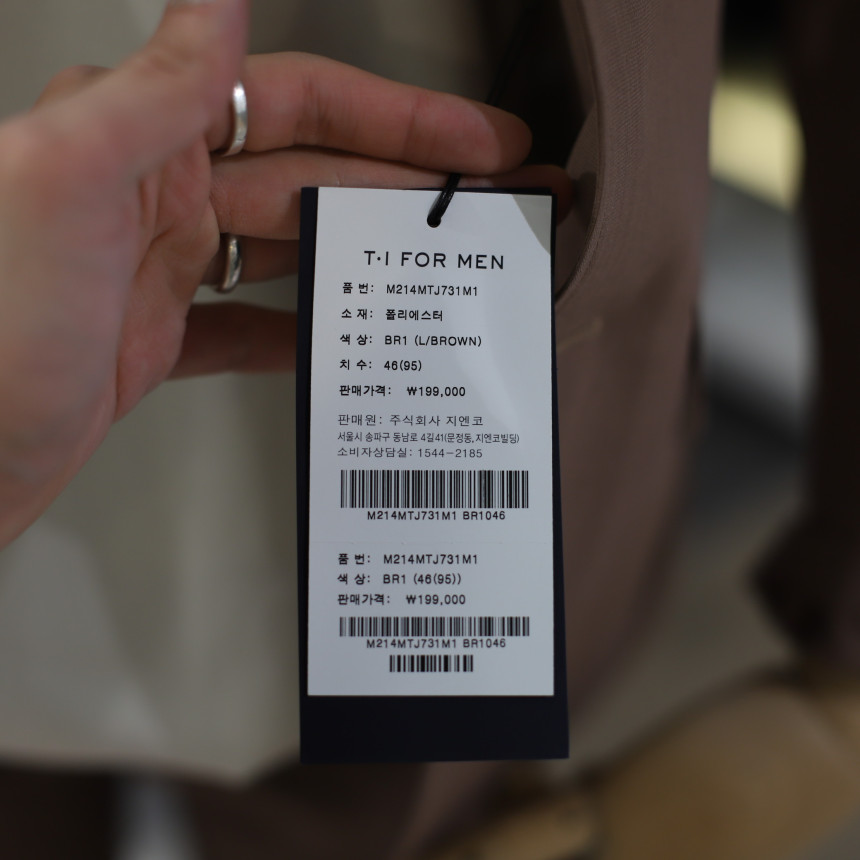 T·I FOR MEN
품 번: M214MTJ731M1
소 재: 폴리에스터
색 상: BR1 (L/BROWN)
치 수: 46(95)
판매가격: ₩199,000
판매원: 주식회사 지엔코
서울시 송파구 동남로 4길41(문정동,지엔코빌딩)
소비자상담실: 1544-2185
M214MTJ731M1 BR1046
품 번: M214MTJ731M1
색 상: BR1 (46(95))
판매가격: ₩199,000
M214MTJ731M1 BR1046